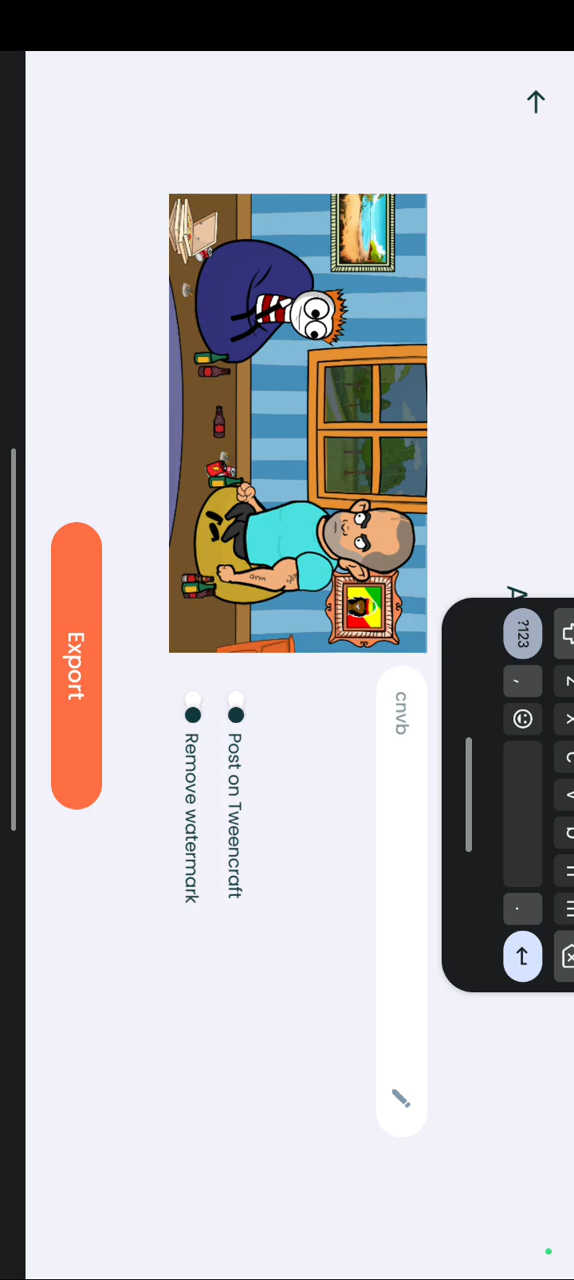 cnvb
Post on Tweencraft
Remove watermark
Export
z x c v b n m
?123 , .